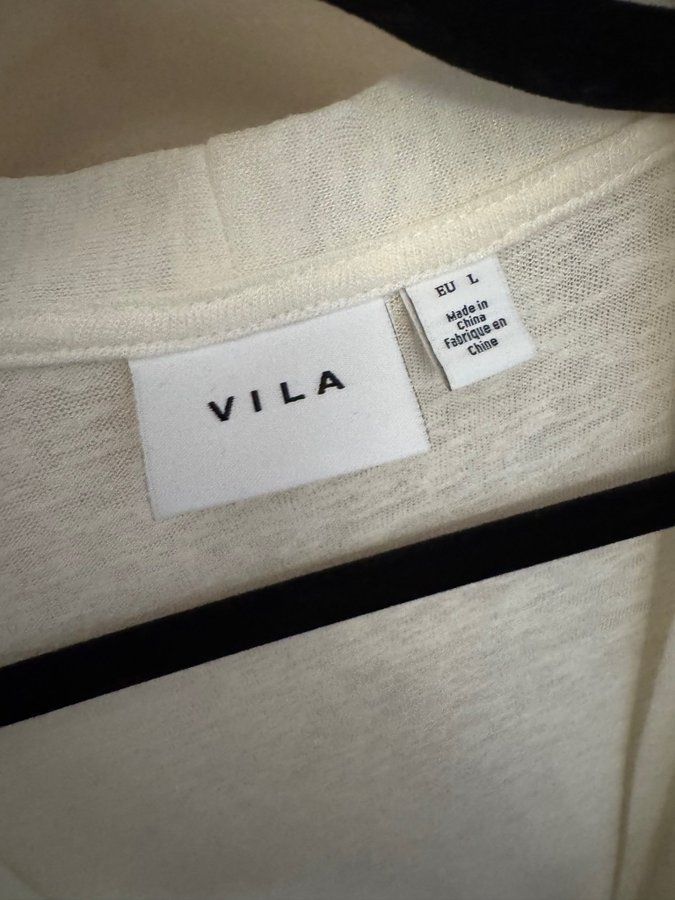 VILA
EU L
Made in
China
Fabrique en
Chine